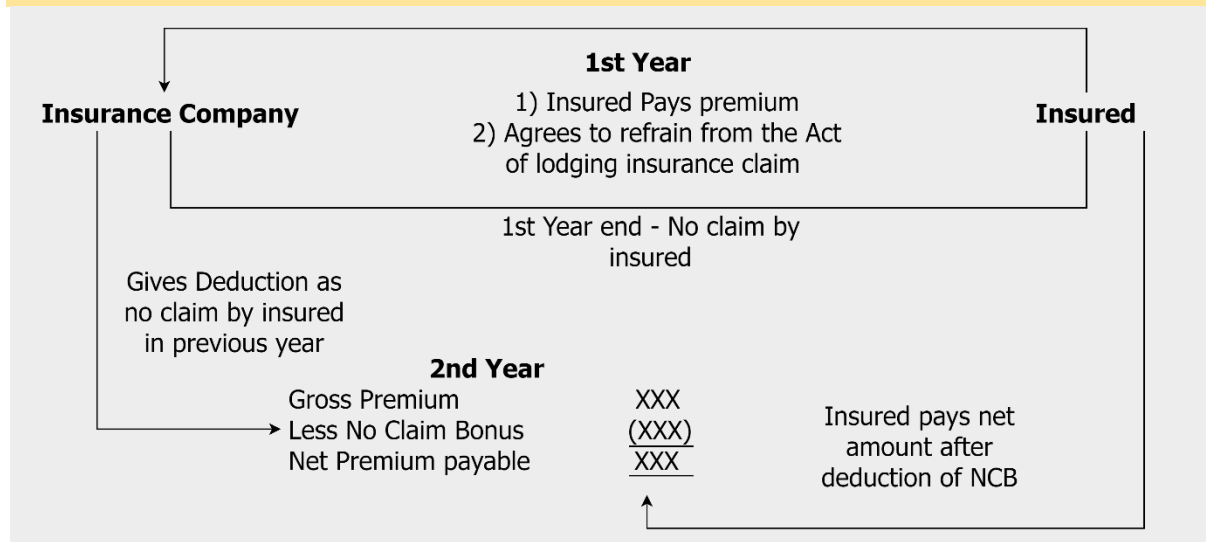 1st Year
Insurance Company
1) Insured Pays premium
2) Agrees to refrain from the Act
of lodging insurance claim
Insured
1st Year end - No claim by
insured
Gives Deduction as
no claim by insured
in previous year
2nd Year
Gross Premium XXX
Less No Claim Bonus (XXX)
Net Premium payable XXX
Insured pays net
amount after
deduction of NCB